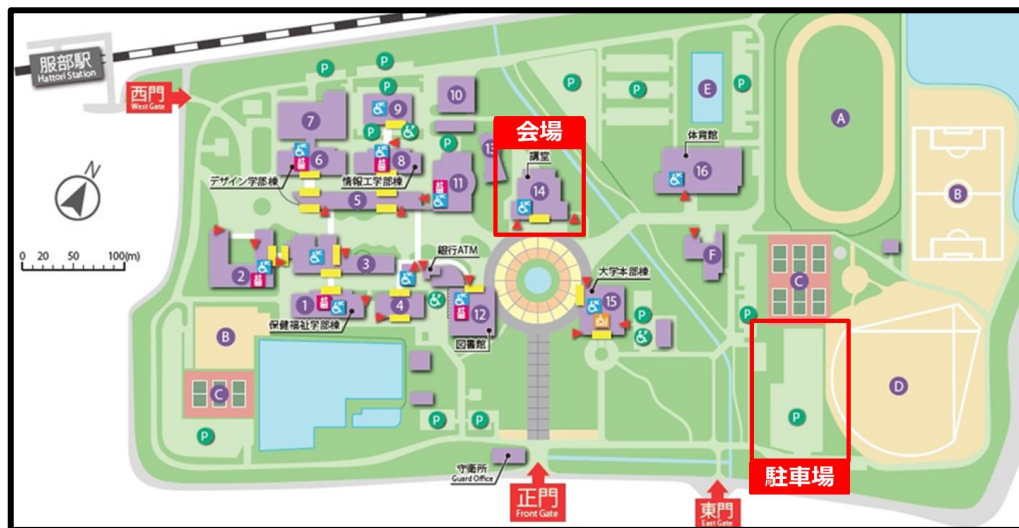 服部駅
Hattori Station
西門
West Gate
N
0 20 40 60 80 100(m)
P
P
P
P
P
P
P
P
7
9
10
6
8
13
11
5
デザイン学部棟
情報工学部棟
会場
講堂
14
E
体育館
16
A
B
2
3
銀行ATM
F
C
1
4
12
保健福祉学部棟
図書館
大学本部棟
15
P
P
B
C
P
P
P
D
P
駐車場
守衛所
Guard Office
正門
Front Gate
東門
East Gate